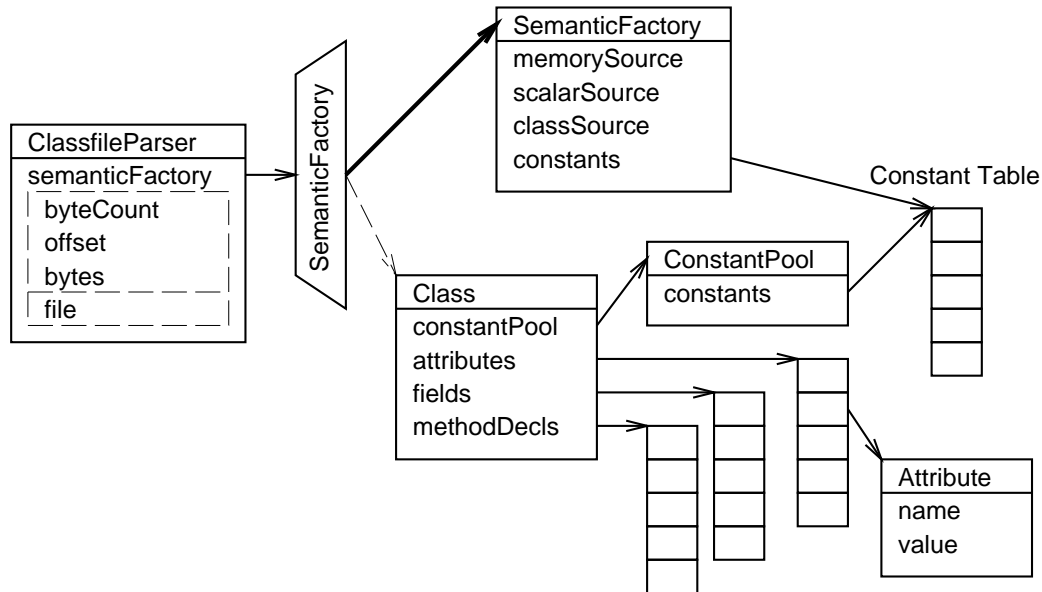 ClassfileParser
semanticFactory
byteCount
offset
bytes
file
SemanticFactory
SemanticFactory
memorySource
scalarSource
classSource
constants
Constant Table
Class
constantPool
attributes
fields
methodDecls
ConstantPool
constants
Attribute
name
value